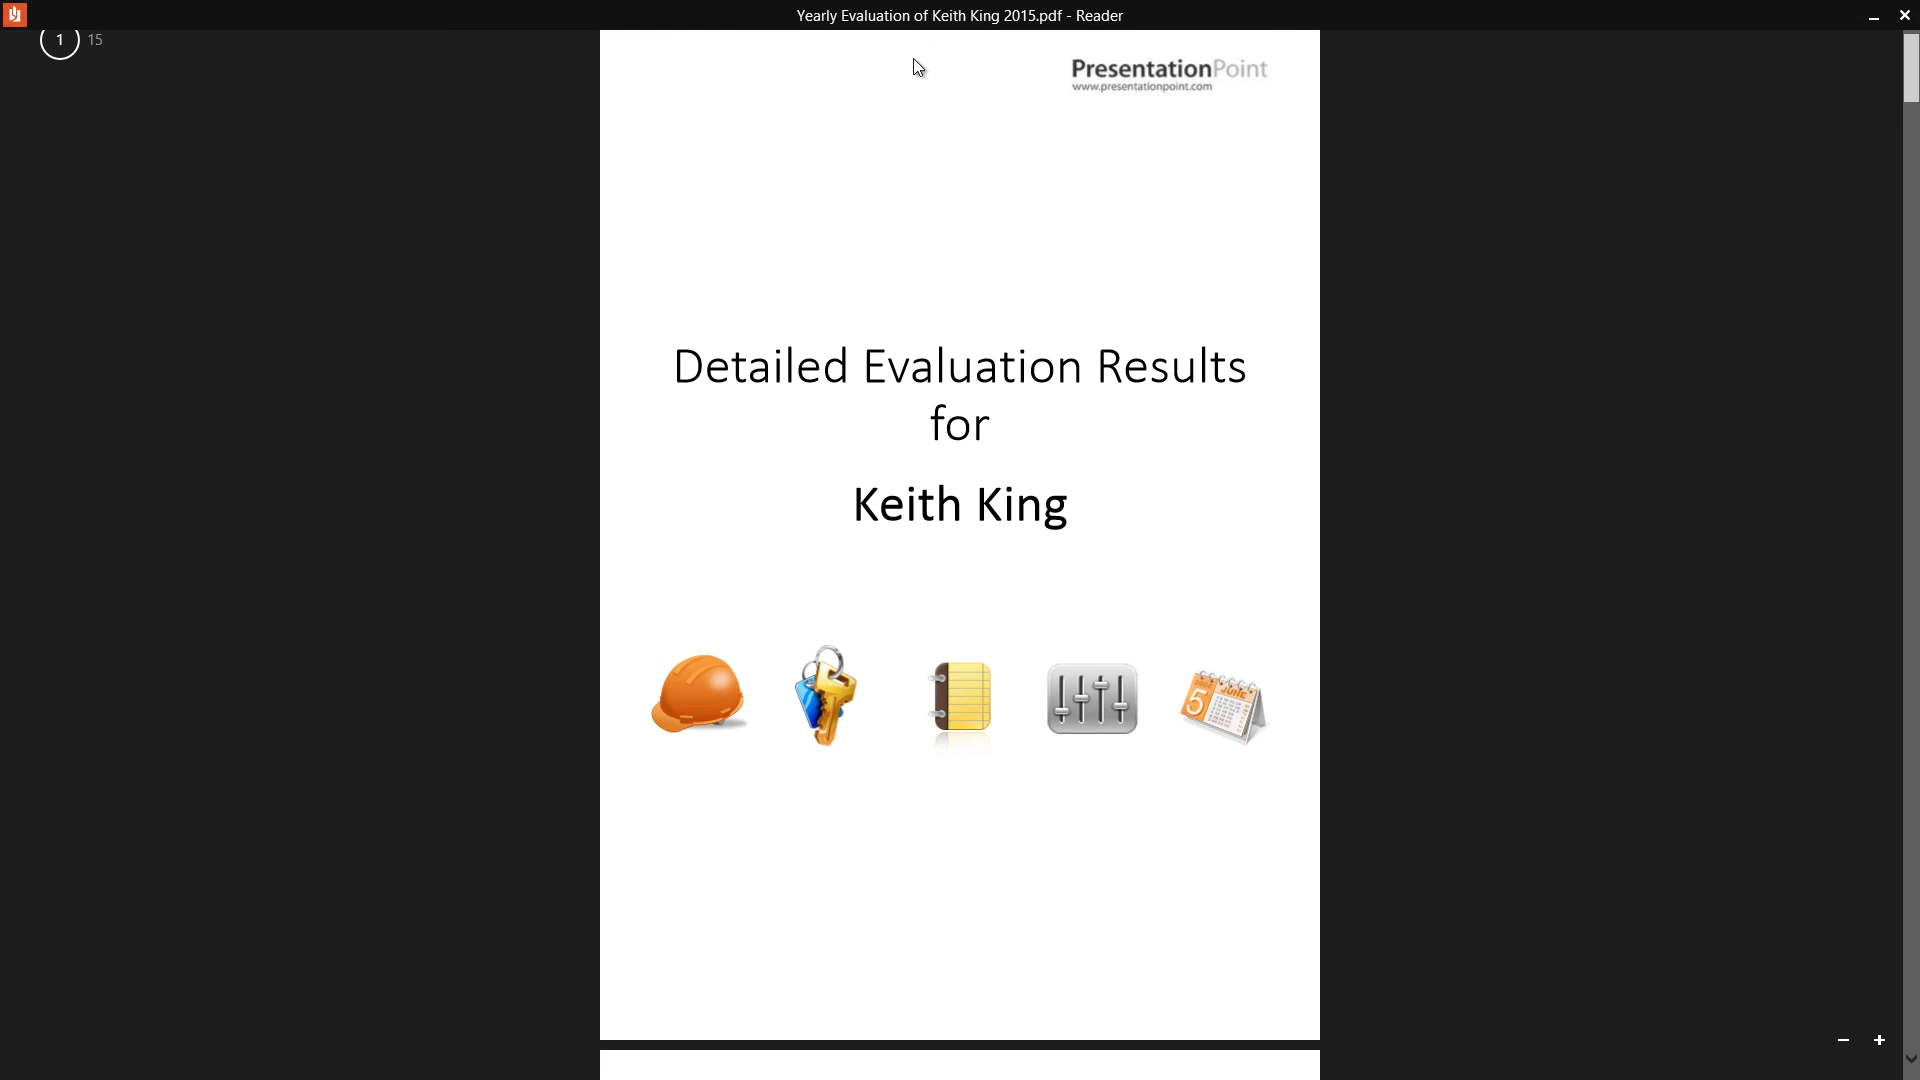 Yearly Evaluation of Keith King 2015.pdf - Reader
1 15
PresentationPoint
www.presentationpoint.com
Detailed Evaluation Results
for
Keith King
5 JUNE